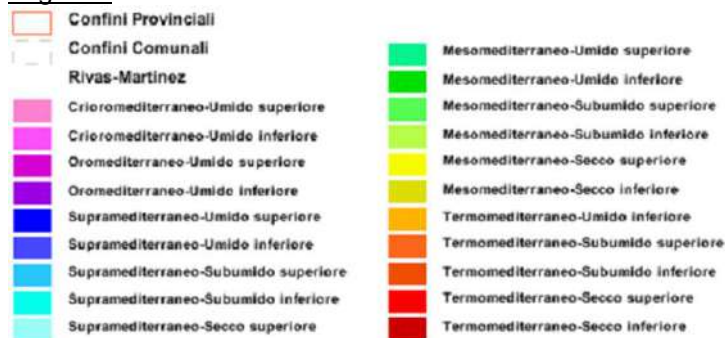 Confini Provinciali
Confini Comunali
Rivas-Martinez
Crioromediterraneo-Umido superiore
Crioromediterraneo-Umido inferiore
Oromediterraneo-Umido superiore
Oromediterraneo-Umido inferiore
Supramediterraneo-Umido superiore
Supramediterraneo-Umido inferiore
Supramediterraneo-Subumido superiore
Supramediterraneo-Subumido inferiore
Supramediterraneo-Secco superiore
Mesomediterraneo-Umido superiore
Mesomediterraneo-Umido inferiore
Mesomediterraneo-Subumido superiore
Mesomediterraneo-Subumido inferiore
Mesomediterraneo-Secco superiore
Mesomediterraneo-Secco inferiore
Termomediterraneo-Umido inferiore
Termomediterraneo-Subumido superiore
Termomediterraneo-Subumido inferiore
Termomediterraneo-Secco superiore
Termomediterraneo-Secco inferiore